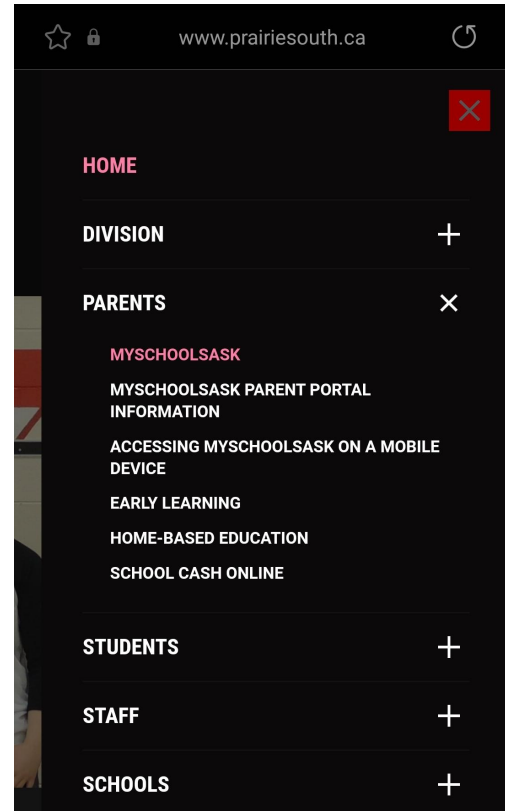 www.prairiesouth.ca
HOME
DIVISION
PARENTS
MYSCHOOLSASK
MYSCHOOLSASK PARENT PORTAL
INFORMATION
ACCESSING MYSCHOOLSASK ON A MOBILE
DEVICE
EARLY LEARNING
HOME-BASED EDUCATION
SCHOOL CASH ONLINE
STUDENTS
STAFF
SCHOOLS